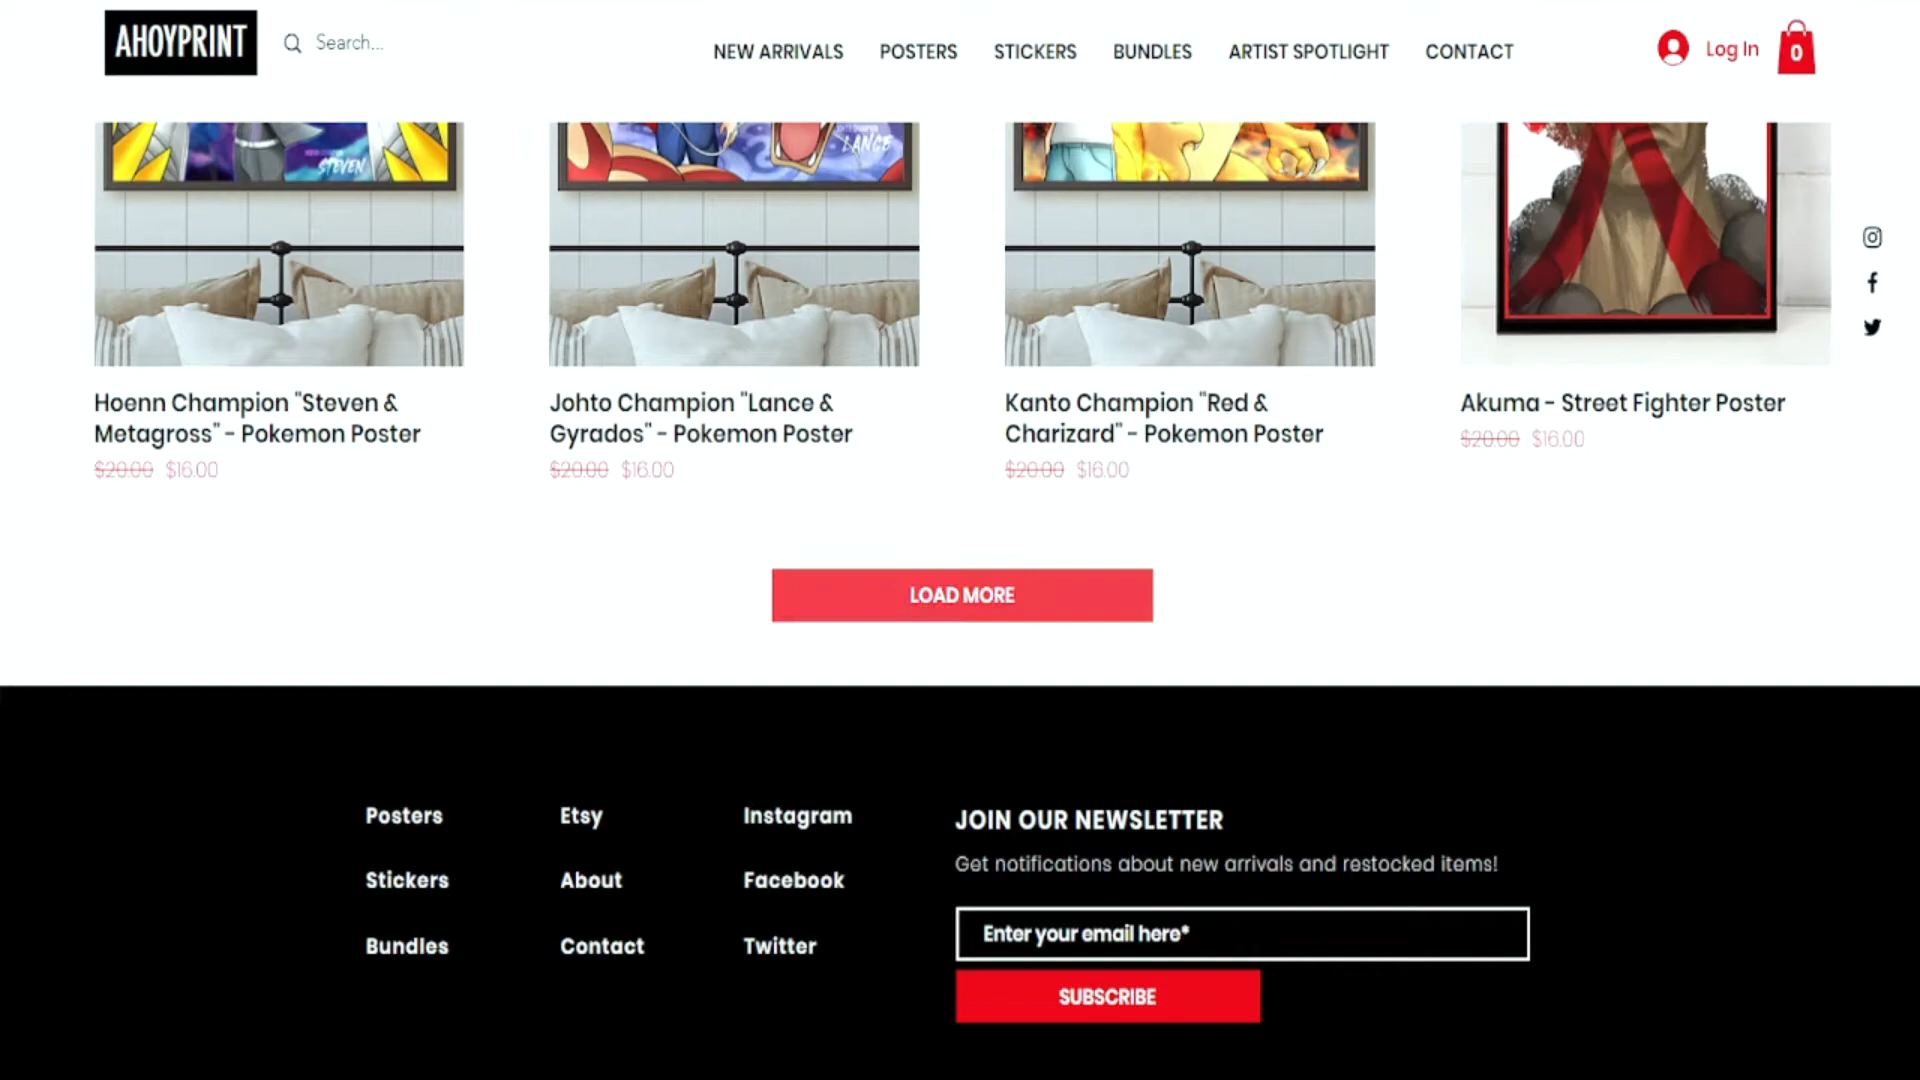 AHOYPRINT
Search...
NEW ARRIVALS
POSTERS
STICKERS
BUNDLES
ARTIST SPOTLIGHT
CONTACT
Log In
0
STEVEN
LANCE
Hoenn Champion "Steven &
Metagross" - Pokemon Poster
$20.00 $16.00
Johto Champion "Lance &
Gyrados" - Pokemon Poster
$20.00 $16.00
Kanto Champion "Red &
Charizard" - Pokemon Poster
$20.00 $16.00
Akuma - Street Fighter Poster
$20.00 $16.00
LOAD MORE
Posters
Stickers
Bundles
Etsy
About
Contact
Instagram
Facebook
Twitter
JOIN OUR NEWSLETTER
Get notifications about new arrivals and restocked items!
Enter your email here*
SUBSCRIBE